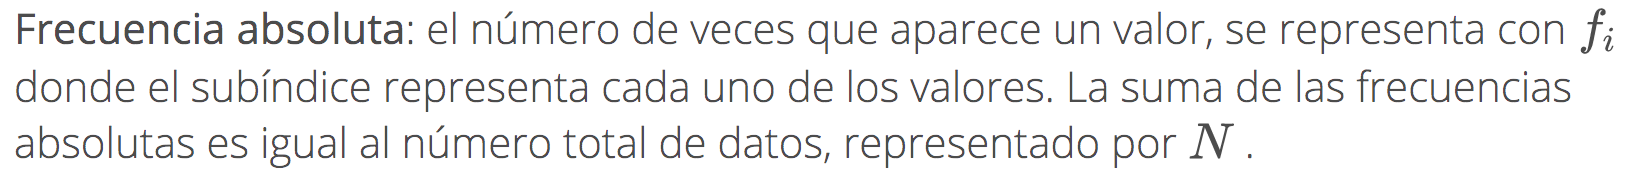 Frecuencia absoluta: el número de veces que aparece un valor, se representa con fᵢ
donde el subíndice representa cada uno de los valores. La suma de las frecuencias
absolutas es igual al número total de datos, representado por N .